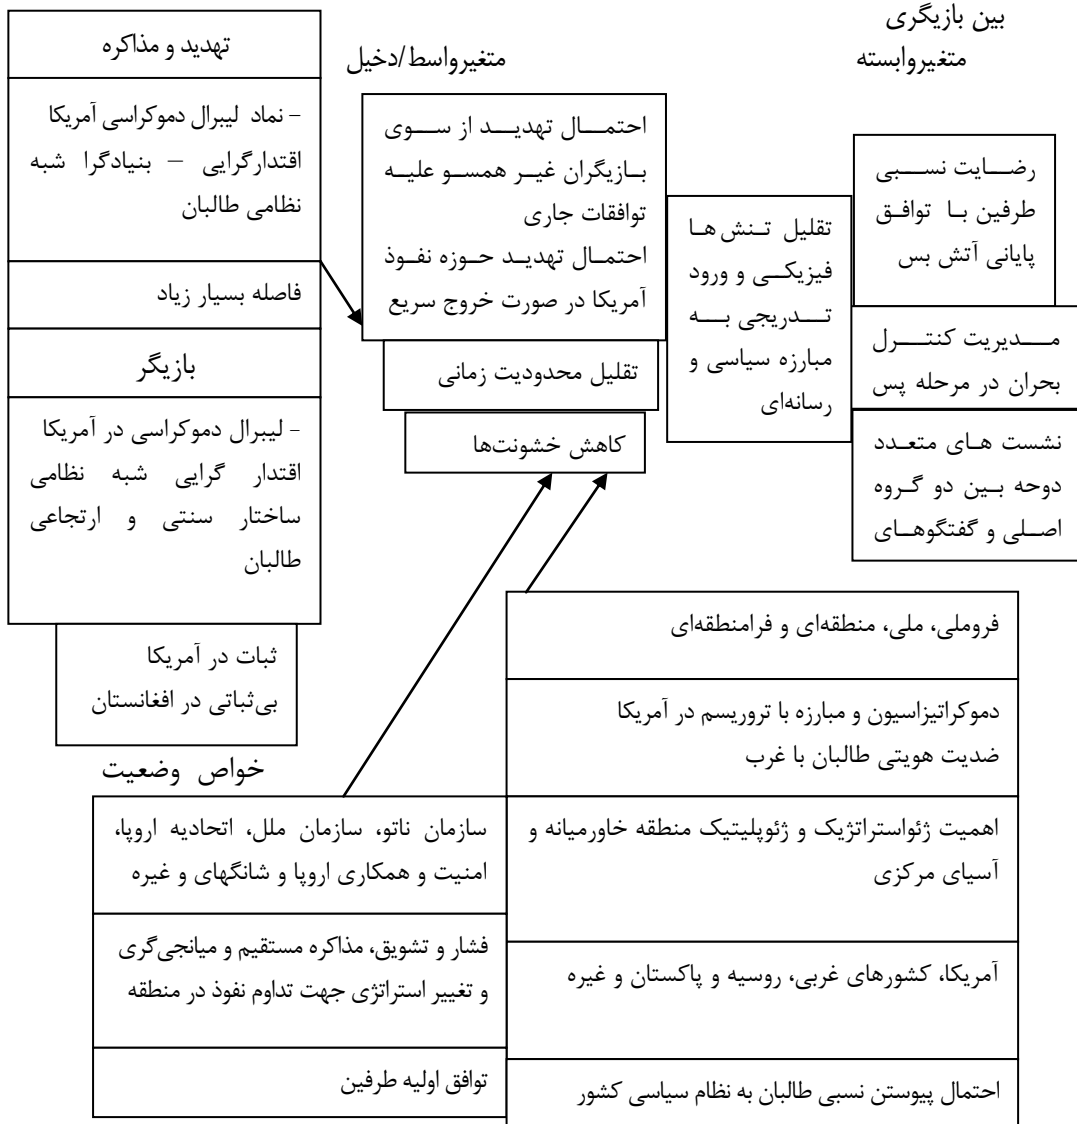 بین بازیگری
متغیروابسته
متغیرواسط/دخیل
تهدید و مذاکره
- نماد لیبرال دموکراسی آمریکا
اقتدارگرایی – بنیادگرا شبه
نظامی طالبان
فاصله بسیار زیاد
بازیگر
- لیبرال دموکراسی در آمریکا
اقتدار گرایی شبه نظامی
ساختار سنتی و ارتجاعی
طالبان
ثبات در آمریکا
بی‌ثباتی در افغانستان
خواص وضعیت
احتمال تهدید از سوی
بازیگران غیر همسو علیه
توافقات جاری
احتمال تهدید حوزه نفوذ
آمریکا در صورت خروج سریع
تقلیل محدودیت زمانی
کاهش خشونت‌ها
تقلیل تنش ها
فیزیکی و ورود
تدریجی به
مبارزه سیاسی و
رسانه‌ای
رضایت نسبی
طرفین با توافق
پایانی آتش بس
مدیریت کنترل
بحران در مرحله پس
نشست های متعدد
دوحه بین دو گروه
اصلی و گفتگوهای
فروملی، ملی، منطقه‌ای و فرامنطقه‌ای
دموکراتیزاسیون و مبارزه با تروریسم در آمریکا
ضدیت هویتی طالبان با غرب
اهمیت ژئواستراتژیک و ژئوپلیتیک منطقه خاورمیانه و
آسیای مرکزی
آمریکا، کشورهای غربی، روسیه و پاکستان و غیره
احتمال پیوستن نسبی طالبان به نظام سیاسی کشور
سازمان ناتو، سازمان ملل، اتحادیه اروپا،
امنیت و همکاری اروپا و شانگهای و غیره
فشار و تشویق، مذاکره مستقیم و میانجی‌گری
و تغییر استراتژی جهت تداوم نفوذ در منطقه
توافق اولیه طرفین